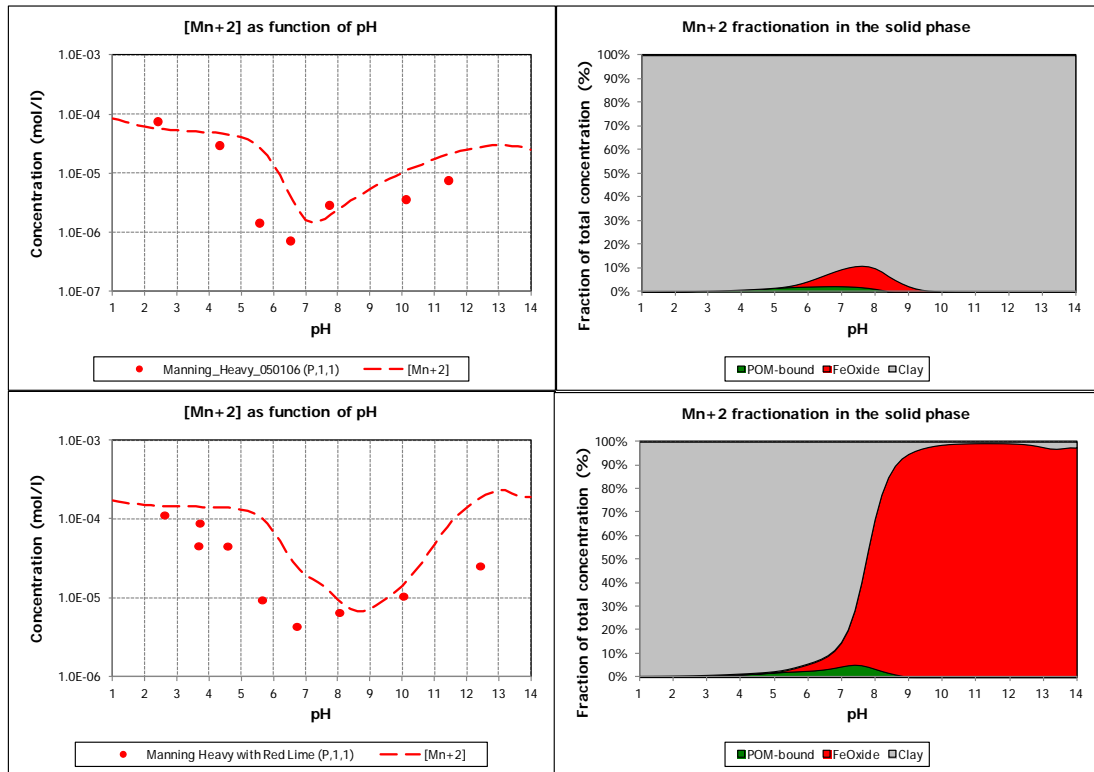 [Mn+2] as function of pH
Concentration (mol/l)
1.0E-03
1.0E-04
1.0E-05
1.0E-06
1.0E-07
1 2 3 4 5 6 7 8 9 10 11 12 13 14
pH
Manning_Heavy_050106 (P,1,1) [Mn+2]
Mn+2 fractionation in the solid phase
Fraction of total concentration (%)
100%
90%
80%
70%
60%
50%
40%
30%
20%
10%
0%
1 2 3 4 5 6 7 8 9 10 11 12 13 14
pH
POM-bound FeOxide Clay
[Mn+2] as function of pH
Concentration (mol/l)
1.0E-03
1.0E-04
1.0E-05
1.0E-06
1 2 3 4 5 6 7 8 9 10 11 12 13 14
pH
Manning Heavy with Red Lime (P,1,1) [Mn+2]
Mn+2 fractionation in the solid phase
Fraction of total concentration (%)
100%
90%
80%
70%
60%
50%
40%
30%
20%
10%
0%
1 2 3 4 5 6 7 8 9 10 11 12 13 14
pH
POM-bound FeOxide Clay